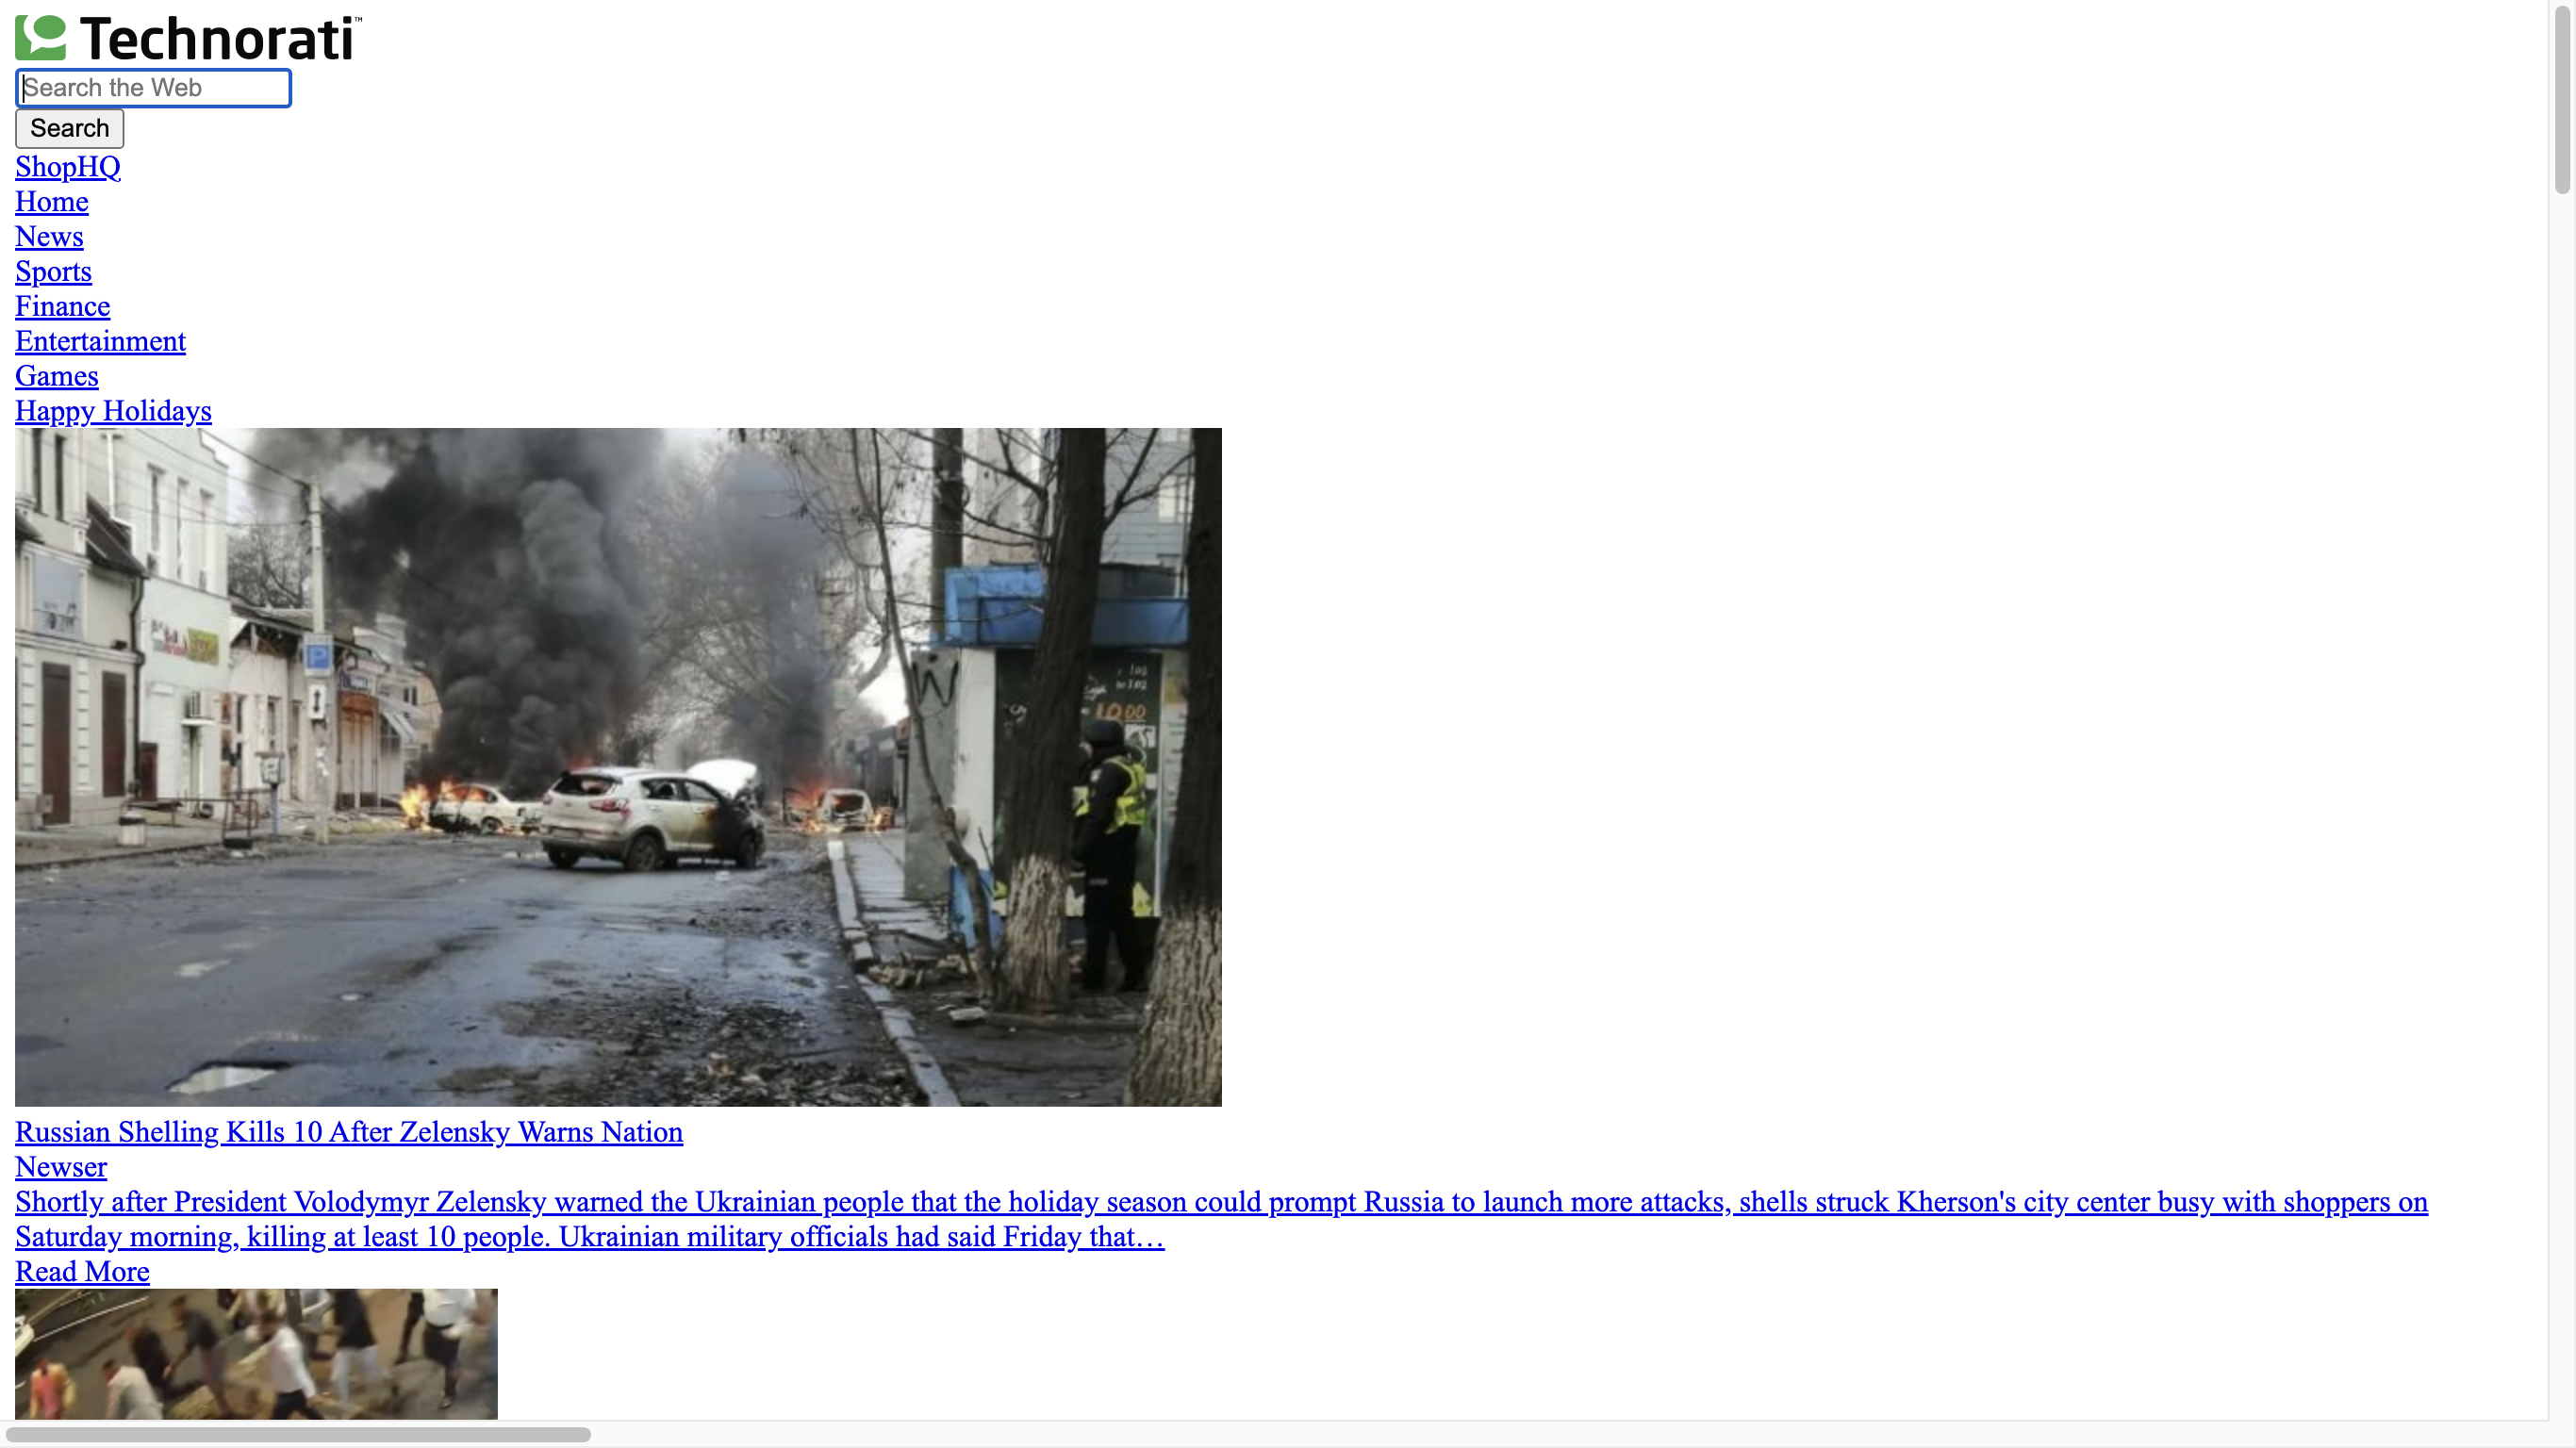 Technorati™
Search the Web
Search
ShopHQ
Home
News
Sports
Finance
Entertainment
Games
Happy Holidays
P
10.00
Russian Shelling Kills 10 After Zelensky Warns Nation
Newser
Shortly after President Volodymyr Zelensky warned the Ukrainian people that the holiday season could prompt Russia to launch more attacks, shells struck Kherson's city center busy with shoppers on
Saturday morning, killing at least 10 people. Ukrainian military officials had said Friday that…
Read More